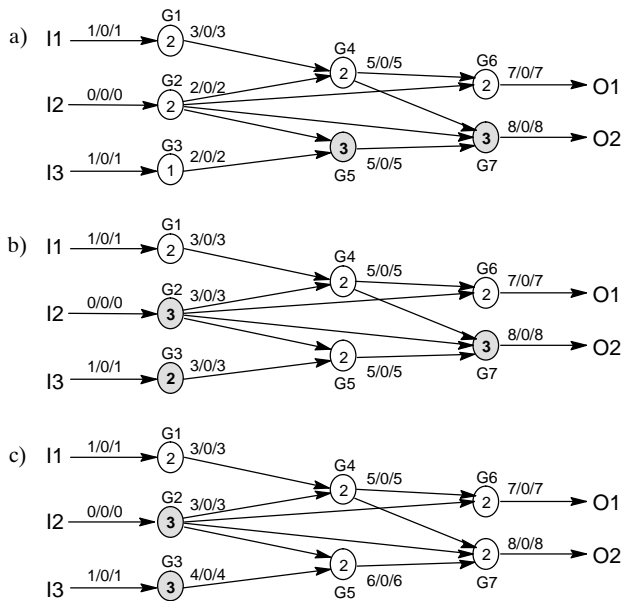 a)
G1
I1 1/0/1 2 3/0/3
G4
2 5/0/5
G6
2 7/0/7 O1
G2
I2 0/0/0 2 2/0/2
3 8/0/8 O2
G7
G3
I3 1/0/1 1 2/0/2
3 5/0/5
G5
b)
G1
I1 1/0/1 2 3/0/3
G4
2 5/0/5
G6
2 7/0/7 O1
G2
I2 0/0/0 3 3/0/3
3 8/0/8 O2
G7
G3
I3 1/0/1 2 3/0/3
2 5/0/5
G5
c)
G1
I1 1/0/1 2 3/0/3
G4
2 5/0/5
G6
2 7/0/7 O1
G2
I2 0/0/0 3 3/0/3
2 8/0/8 O2
G7
G3
I3 1/0/1 3 4/0/4
2 6/0/6
G5